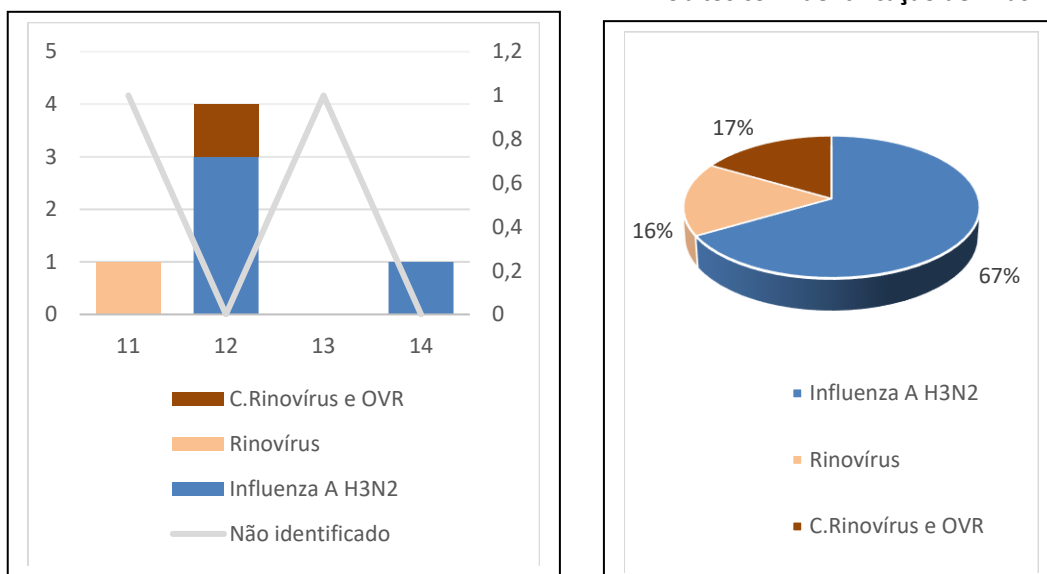 5
4
3
2
1
0
1,2
1
0,8
0,6
0,4
0,2
0
11 12 13 14
C.Rinovírus e OVR
Rinovírus
Influenza A H3N2
Não identificado
17%
16%
67%
Influenza A H3N2
Rinovírus
C.Rinovírus e OVR